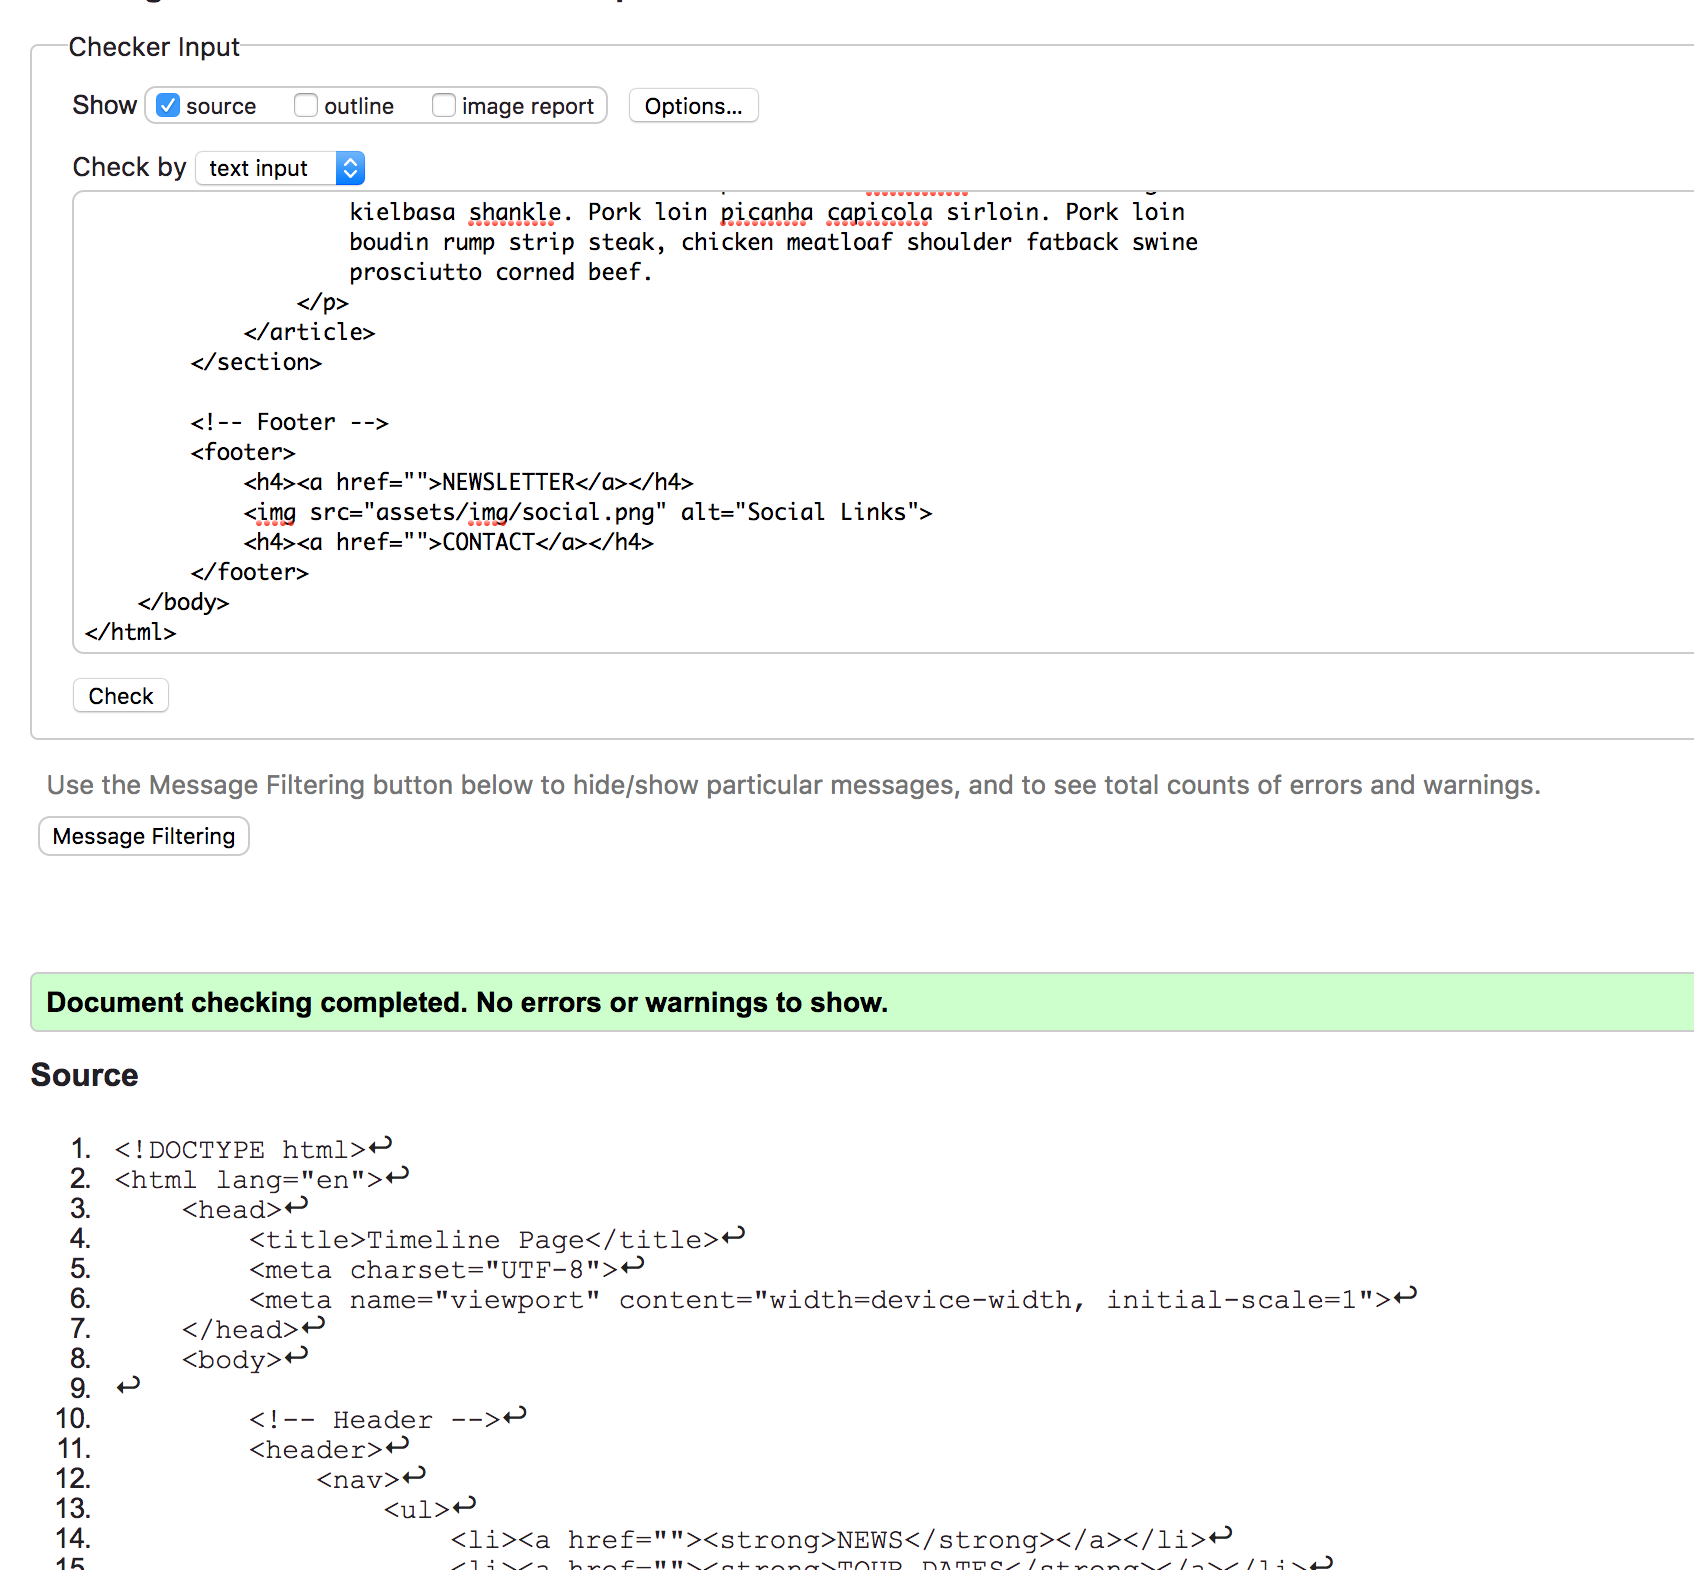 Checker Input
Show source outline image report Options...
Check by text input
kielbasa shankle. Pork loin picanha capicola sirloin. Pork loin
boudin rump strip steak, chicken meatloaf shoulder fatback swine
prosciutto corned beef.
</p>
</article>
</section>
<!-- Footer -->
<footer>
<h4><a href="">NEWSLETTER</a></h4>
<img src="assets/img/social.png" alt="Social Links">
<h4><a href="">CONTACT</a></h4>
</footer>
</body>
</html>
Check
Use the Message Filtering button below to hide/show particular messages, and to see total counts of errors and warnings.
Message Filtering
Document checking completed. No errors or warnings to show.
Source
1. <!DOCTYPE html>↩
2. <html lang="en">↩
3. <head>↩
4. <title>Timeline Page</title>↩
5. <meta charset="UTF-8">↩
6. <meta name="viewport" content="width=device-width, initial-scale=1">↩
7. </head>↩
8. <body>↩
9. ↩
10. <!-- Header -->↩
11. <header>↩
12. <nav>↩
13. <ul>↩
14. <li><a href=""><strong>NEWS</strong></a></li>↩
15. <li><a href=""><strong>TOUR DATES</strong></a></li>↩